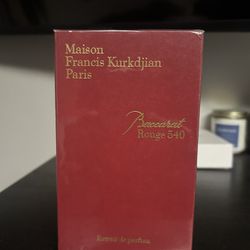 Maison
Francis Kurkdjian
Paris
Baccarat
Rouge 540
Extrait de parfum